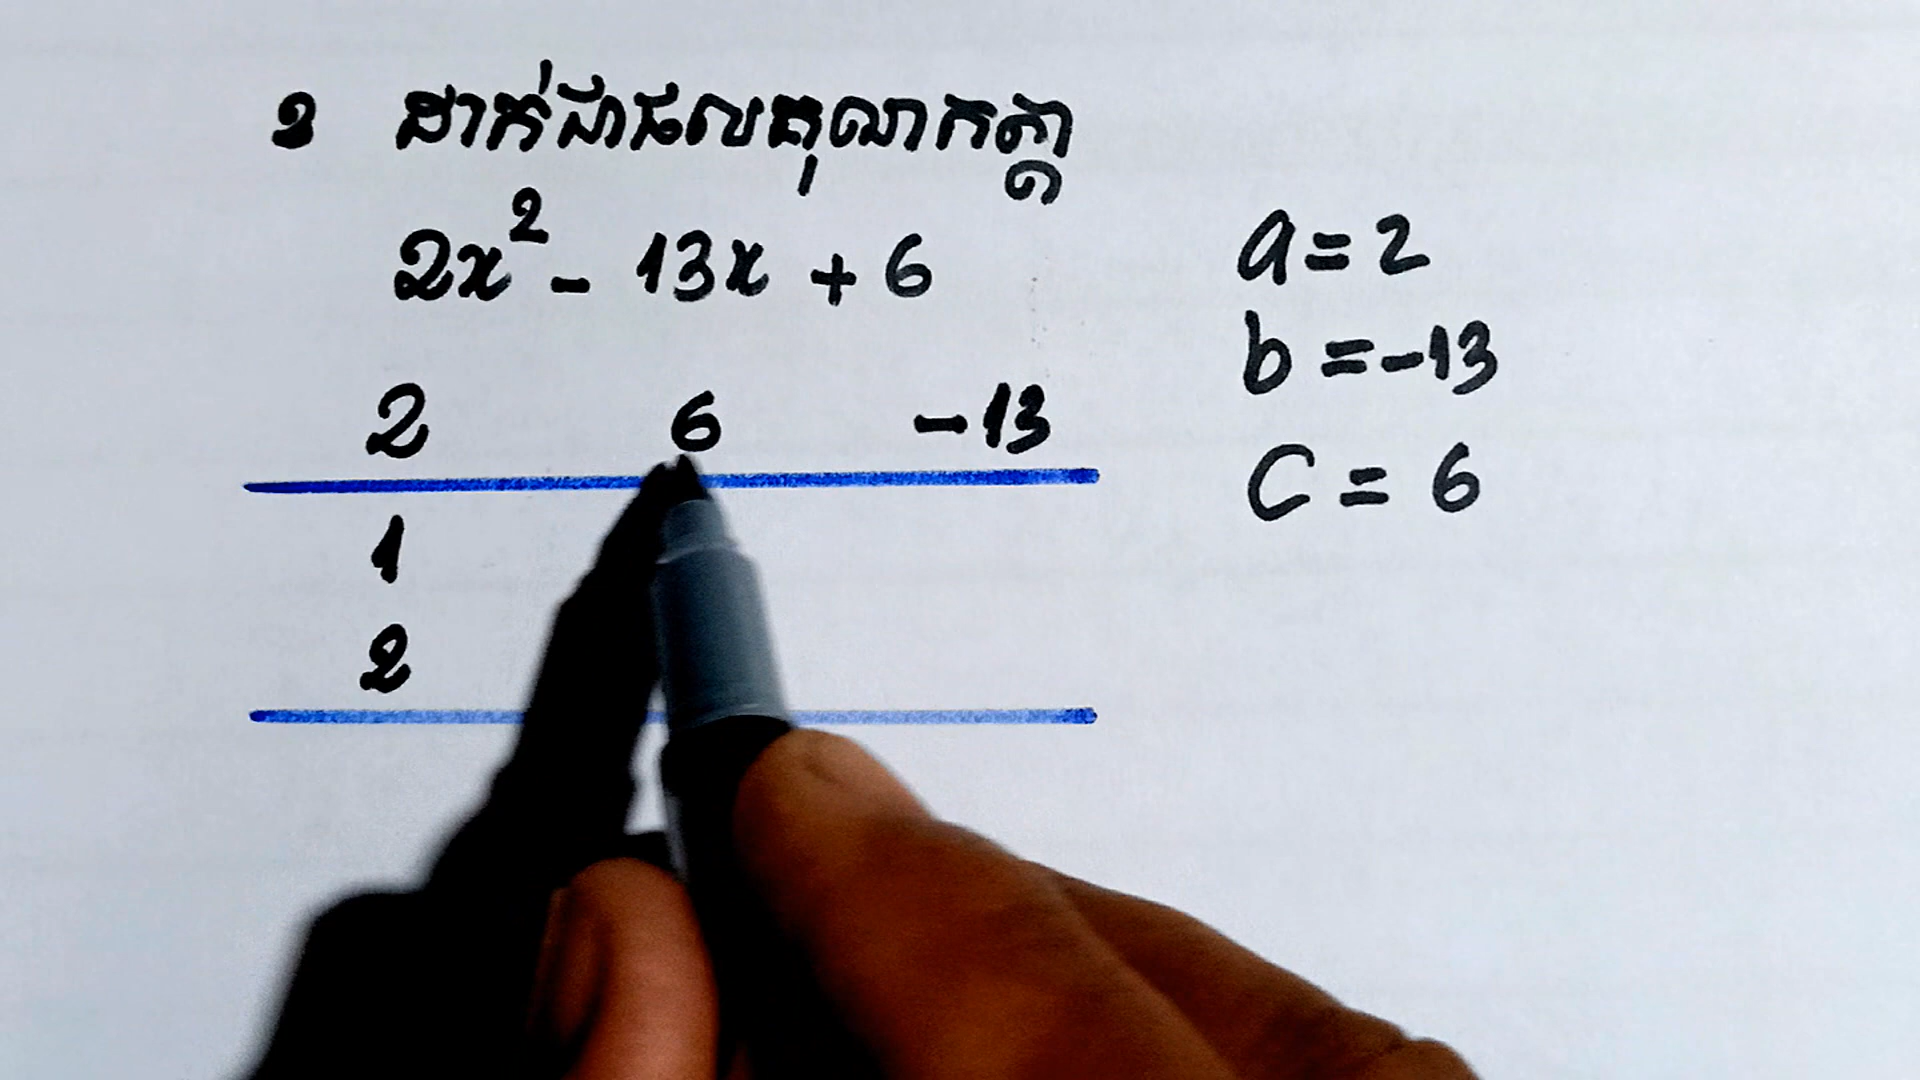 ១ ដាក់ជាផលគុណកត្តា
2x² - 13x + 6
a = 2
b = -13
c = 6
2 6 -13
1
2